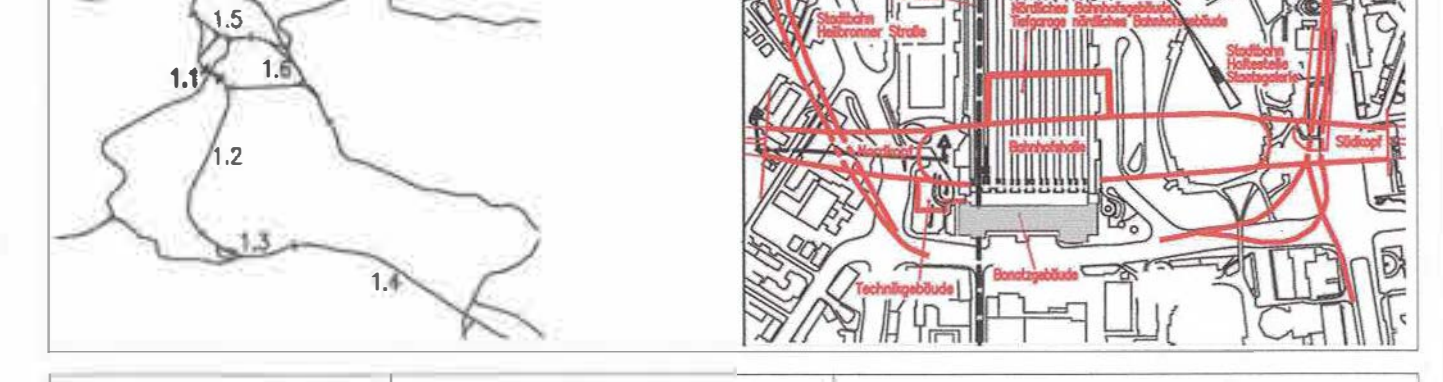 1.5
1.6
1.1
1.2
1.3
1.4
Stadtbahn
Heilbronner Straße
Nördliches Bahnhofsgebäude
Tiefgarage nördliches Bahnhofsgebäude
Stadtbahn
Haltestelle
Staatsgalerie
Nordkopf
Bahnhofshalle
Südkopf
Technikgebäude
Bonatzgebäude